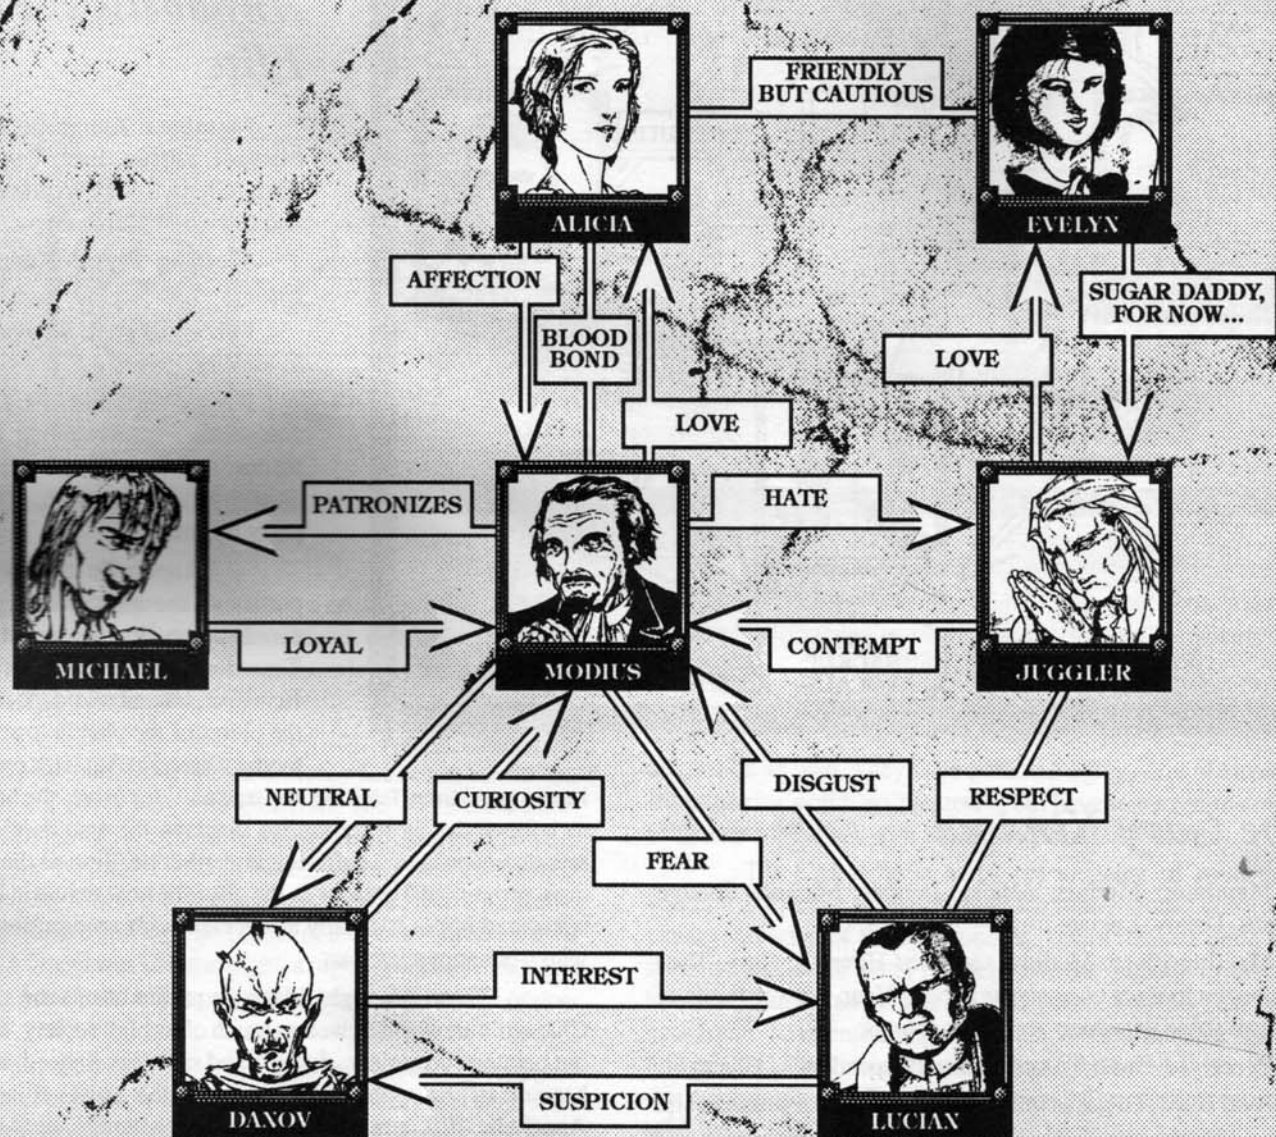 FRIENDLY
BUT CAUTIOUS
ALICIA
EVELYN
AFFECTION
SUGAR DADDY,
FOR NOW...
BLOOD
BOND
LOVE
LOVE
PATRONIZES
HATE
LOYAL
CONTEMPT
MICHAEL
MODIUS
JUGGLER
NEUTRAL
CURIOSITY
DISGUST
RESPECT
FEAR
INTEREST
SUSPICION
DANOV
LUCIAN